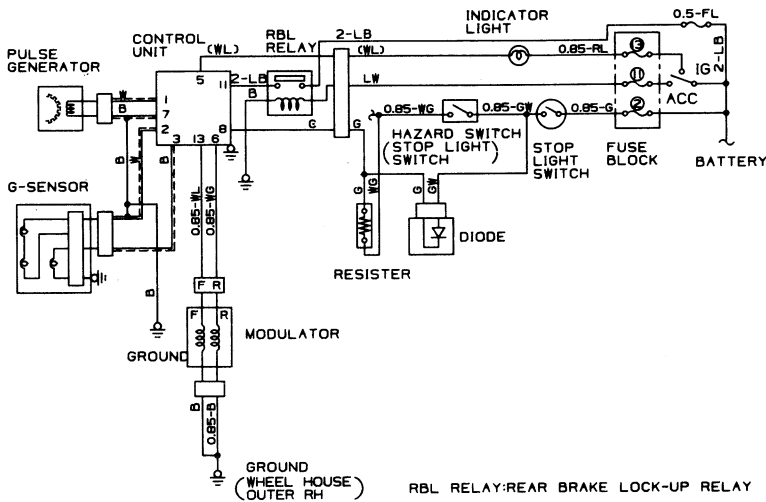 INDICATOR
LIGHT
0.5-FL
CONTROL
UNIT
RBL
RELAY
2-LB
(WL)
(WL)
0.85-RL
13
2-LB
PULSE
GENERATOR
5
11
2-LB
B
LW
11
IG
ACC
W
B
1
7
2
3
13
6
8
G
G
0.85-WG
0.85-GW
0.85-G
2
HAZARD SWITCH
(STOP LIGHT)
SWITCH
STOP
LIGHT
SWITCH
FUSE
BLOCK
BATTERY
B
W
B
0.85-WL
0.85-WG
G-SENSOR
G
WG
G
GW
DIODE
RESISTER
B
F R
F R
MODULATOR
GROUND
B
0.85-B
GROUND
(WHEEL HOUSE)
OUTER RH
RBL RELAY:REAR BRAKE LOCK-UP RELAY